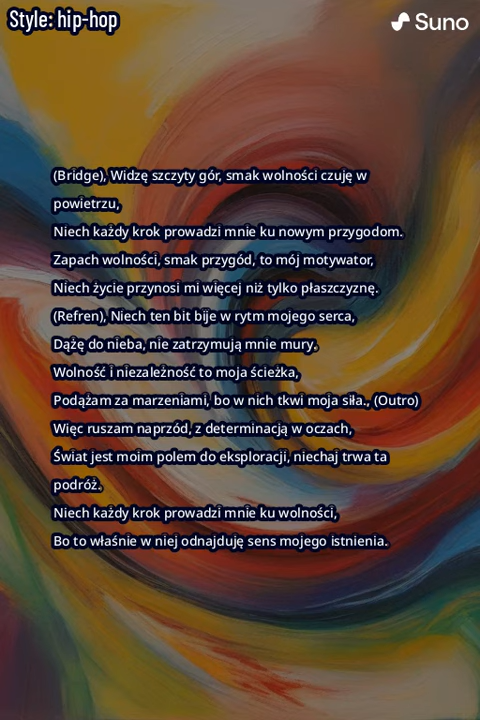 Style: hip-hop
Suno
(Bridge), Widzę szczyty gór, smak wolności czuję w
powietrzu,
Niech każdy krok prowadzi mnie ku nowym przygodom.
Zapach wolności, smak przygód, to mój motywator,
Niech życie przynosi mi więcej niż tylko płaszczyznę.
(Refren), Niech ten bit bije w rytm mojego serca,
Dążę do nieba, nie zatrzymują mnie mury.
Wolność i niezależność to moja ścieżka,
Podążam za marzeniami, bo w nich tkwi moja siła., (Outro)
Więc ruszam naprzód, z determinacją w oczach,
Świat jest moim polem do eksploracji, niechaj trwa ta
podróż.
Niech każdy krok prowadzi mnie ku wolności,
Bo to właśnie w niej odnajduję sens mojego istnienia.